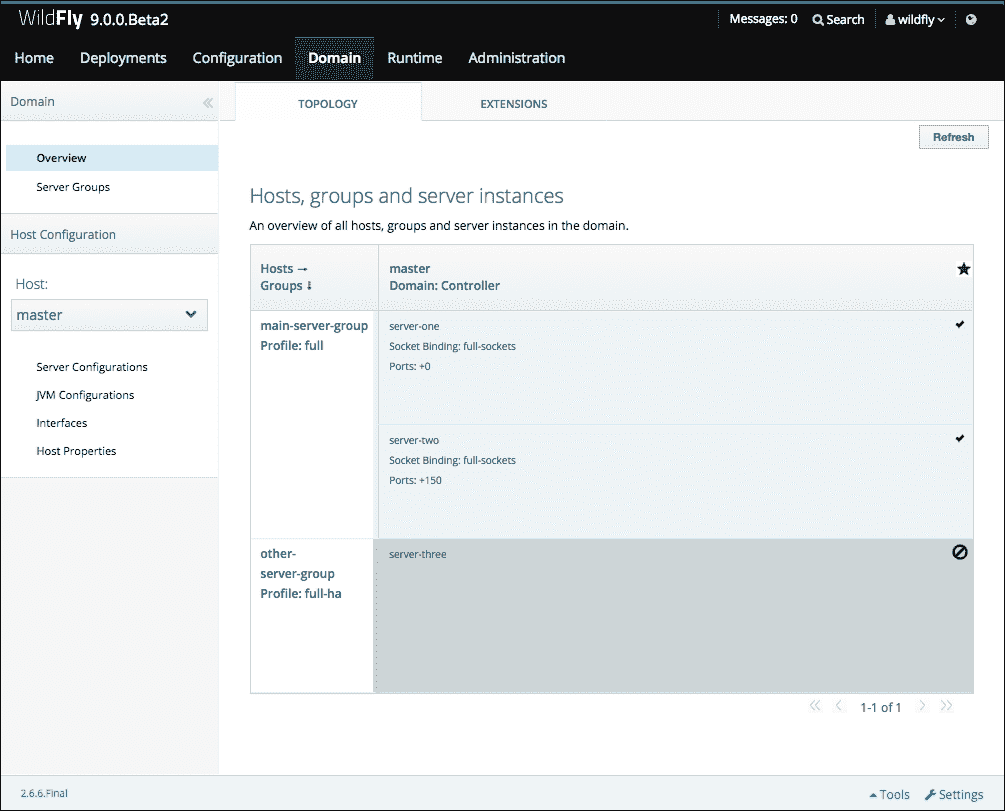 WildFly 9.0.0.Beta2
Messages: 0
Search
wildfly
Home
Deployments
Configuration
Domain
Runtime
Administration
Domain
TOPOLOGY
EXTENSIONS
Refresh
Overview
Server Groups
Host Configuration
Host:
master
Server Configurations
JVM Configurations
Interfaces
Host Properties
Hosts, groups and server instances
An overview of all hosts, groups and server instances in the domain.
Hosts →
Groups ↓
master
Domain: Controller
main-server-group
Profile: full
server-one
Socket Binding: full-sockets
Ports: +0
server-two
Socket Binding: full-sockets
Ports: +150
other-
server-group
Profile: full-ha
server-three
1-1 of 1
2.6.6.Final
Tools
Settings